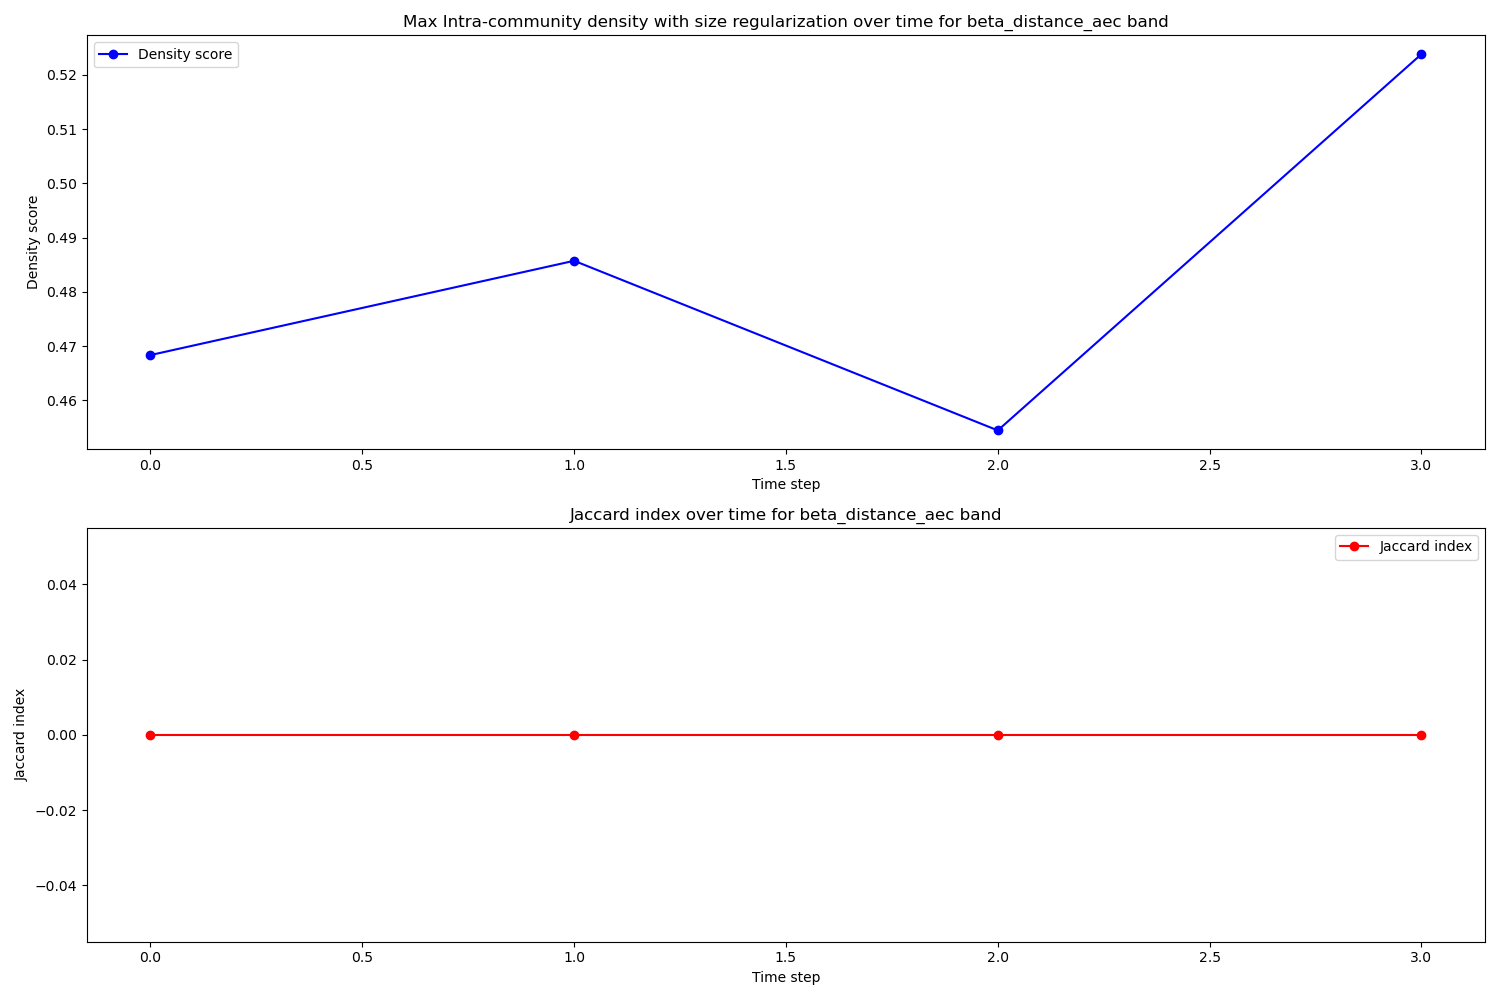 Max Intra-community density with size regularization over time for beta_distance_aec band
Density score
0.52
0.51
0.50
0.49
0.48
0.47
0.46
Density score
0.0 0.5 1.0 1.5 2.0 2.5 3.0
Time step
Jaccard index over time for beta_distance_aec band
Jaccard index
0.04
0.02
0.00
−0.02
−0.04
Jaccard index
0.0 0.5 1.0 1.5 2.0 2.5 3.0
Time step